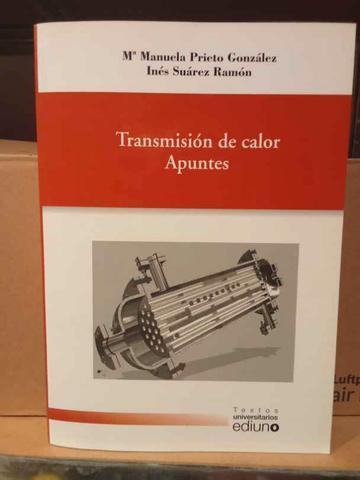 Mª Manuela Prieto González
Inés Suárez Ramón
Transmisión de calor
Apuntes
Textos
universitarios
ediuno
Luftp
air